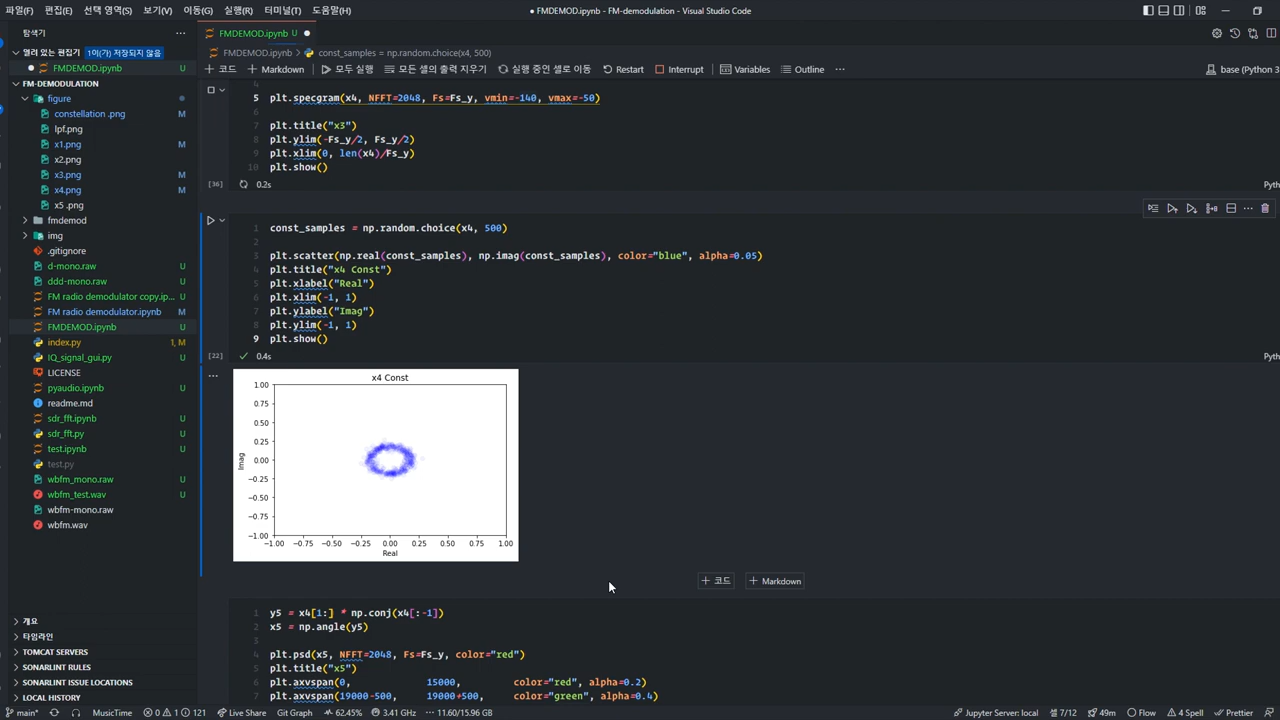 파일(F) 편집(E) 선택 영역(S) 보기(V) 이동(G) 실행(R) 터미널(T) 도움말(H)
● FMDEMOD.ipynb - FM-demodulation - Visual Studio Code
탐색기
열려 있는 편집기 1이(가) 저장되지 않음
FMDEMOD.ipynb U
FM-DEMODULATION
figure
constellation .png M
lpf.png
x1.png M
x2.png
x3.png M
x4.png M
x5 .png
fmdemod
img
.gitignore
d-mono.raw U
ddd-mono.raw U
FM radio demodulator copy.ip... U
FM radio demodulator.ipynb M
FMDEMOD.ipynb U
index.py 1, M
IQ_signal_gui.py U
LICENSE
pyaudio.ipynb U
readme.md
sdr_fft.ipynb U
sdr_fft.py U
test.ipynb U
test.py
wbfm_mono.raw U
wbfm_test.wav U
wbfm-mono.raw
wbfm.wav
개요
타임라인
TOMCAT SERVERS
SONARLINT RULES
SONARLINT ISSUE LOCATIONS
LOCAL HISTORY
FMDEMOD.ipynb U ●
FMDEMOD.ipynb > const_samples = np.random.choice(x4, 500)
+ 코드 + Markdown 모두 실행 모든 셀의 출력 지우기 실행 중인 셀로 이동 Restart Interrupt Variables Outline ...
base (Python 3
4
5 plt.specgram(x4, NFFT=2048, Fs=Fs_y, vmin=-140, vmax=-50)
6
7 plt.title("x3")
8 plt.ylim(-Fs_y/2, Fs_y/2)
9 plt.xlim(0, len(x4)/Fs_y)
10 plt.show()
[36] 0.2s
Pyth
1 const_samples = np.random.choice(x4, 500)
2
3 plt.scatter(np.real(const_samples), np.imag(const_samples), color="blue", alpha=0.05)
4 plt.title("x4 Const")
5 plt.xlabel("Real")
6 plt.xlim(-1, 1)
7 plt.ylabel("Imag")
8 plt.ylim(-1, 1)
9 plt.show()
[22] 0.4s
Pyth
x4 Const
1.00
0.75
0.50
0.25
0.00
−0.25
−0.50
−0.75
−1.00
Imag
−1.00 −0.75 −0.50 −0.25 0.00 0.25 0.50 0.75 1.00
Real
+ 코드 + Markdown
1 y5 = x4[1:] * np.conj(x4[:-1])
2 x5 = np.angle(y5)
3
4 plt.psd(x5, NFFT=2048, Fs=Fs_y, color="red")
5 plt.title("x5")
6 plt.axvspan(0, 15000, color="red", alpha=0.2)
7 plt.axvspan(19000-500, 19000+500, color="green", alpha=0.4)
main* MusicTime 0 1 121 Live Share Git Graph 62.45% 3.41 GHz 11.60/15.96 GB
Jupyter Server: local 셀 7/12 49m Flow 4 Spell Prettier